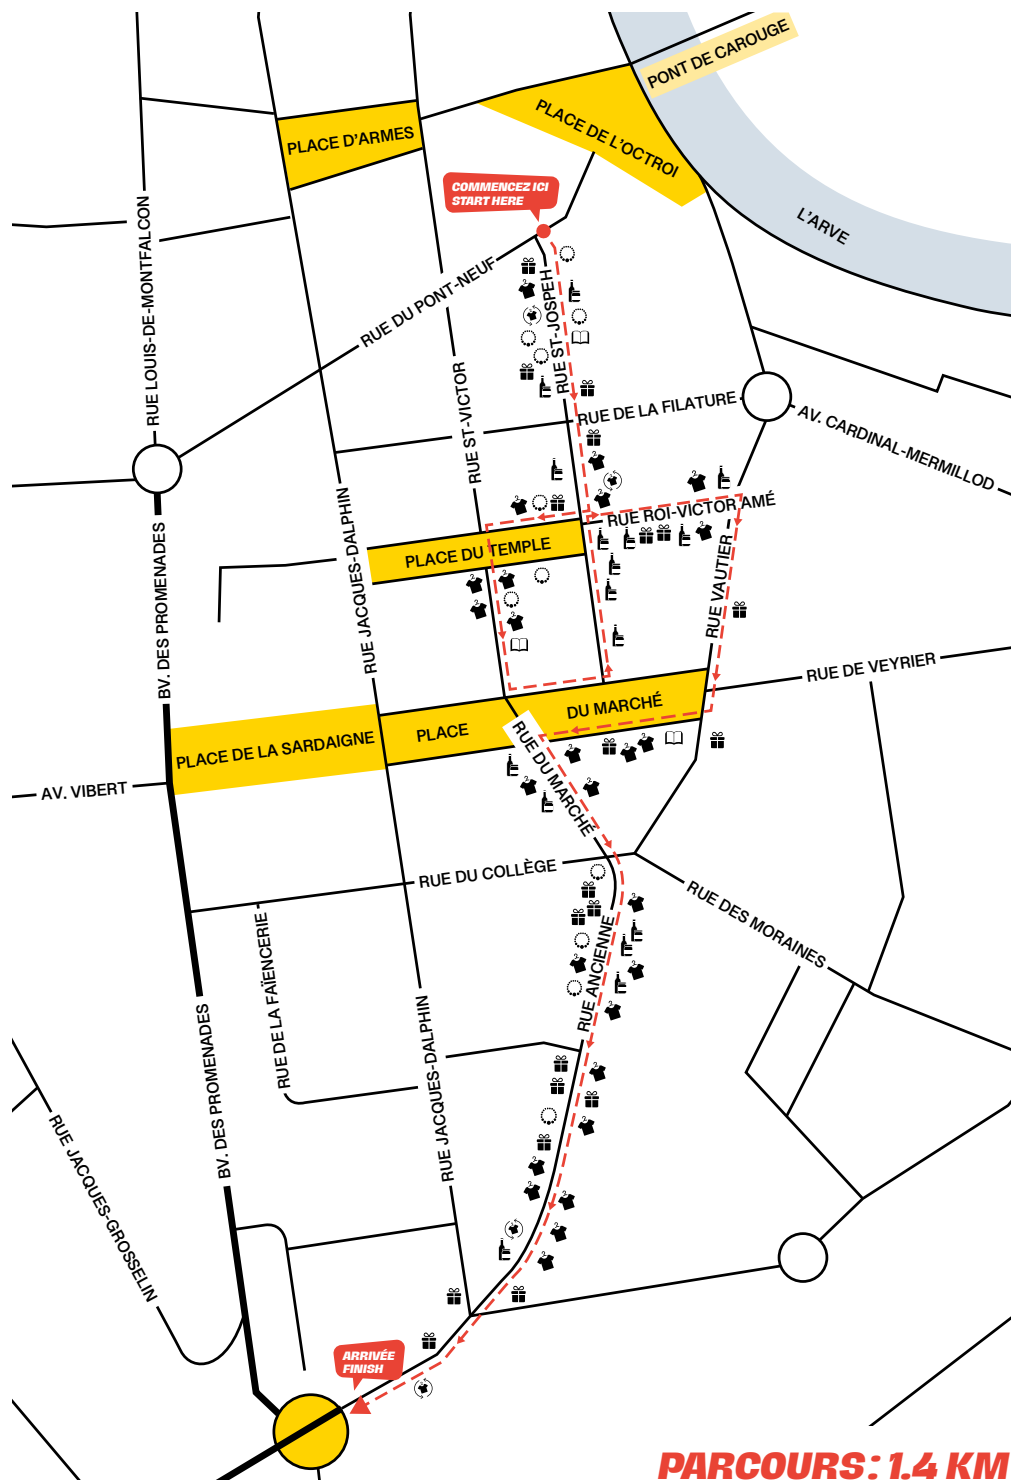 PONT DE CAROUGE
PLACE D'ARMES
PLACE DE L'OCTROI
COMMENCEZ ICI
START HERE
L'ARVE
RUE LOUIS-DE-MONTFALCON
RUE DU PONT-NEUF
RUE ST-JOSPEH
RUE ST-VICTOR
RUE DE LA FILATURE
AV. CARDINAL-MERMILLOD
RUE ROI-VICTOR AMÉ
BV. DES PROMENADES
RUE JACQUES-DALPHIN
PLACE DU TEMPLE
RUE VAUTIER
RUE DE VEYRIER
PLACE DE LA SARDAIGNE
PLACE
DU MARCHÉ
RUE DU MARCHÉ
AV. VIBERT
RUE DU COLLÈGE
RUE DES MORAINES
RUE DE LA FAÏENCERIE
RUE ANCIENNE
BV. DES PROMENADES
RUE JACQUES-DALPHIN
RUE JACQUES-GROSSELIN
ARRIVÉE
FINISH
PARCOURS: 1.4 KM